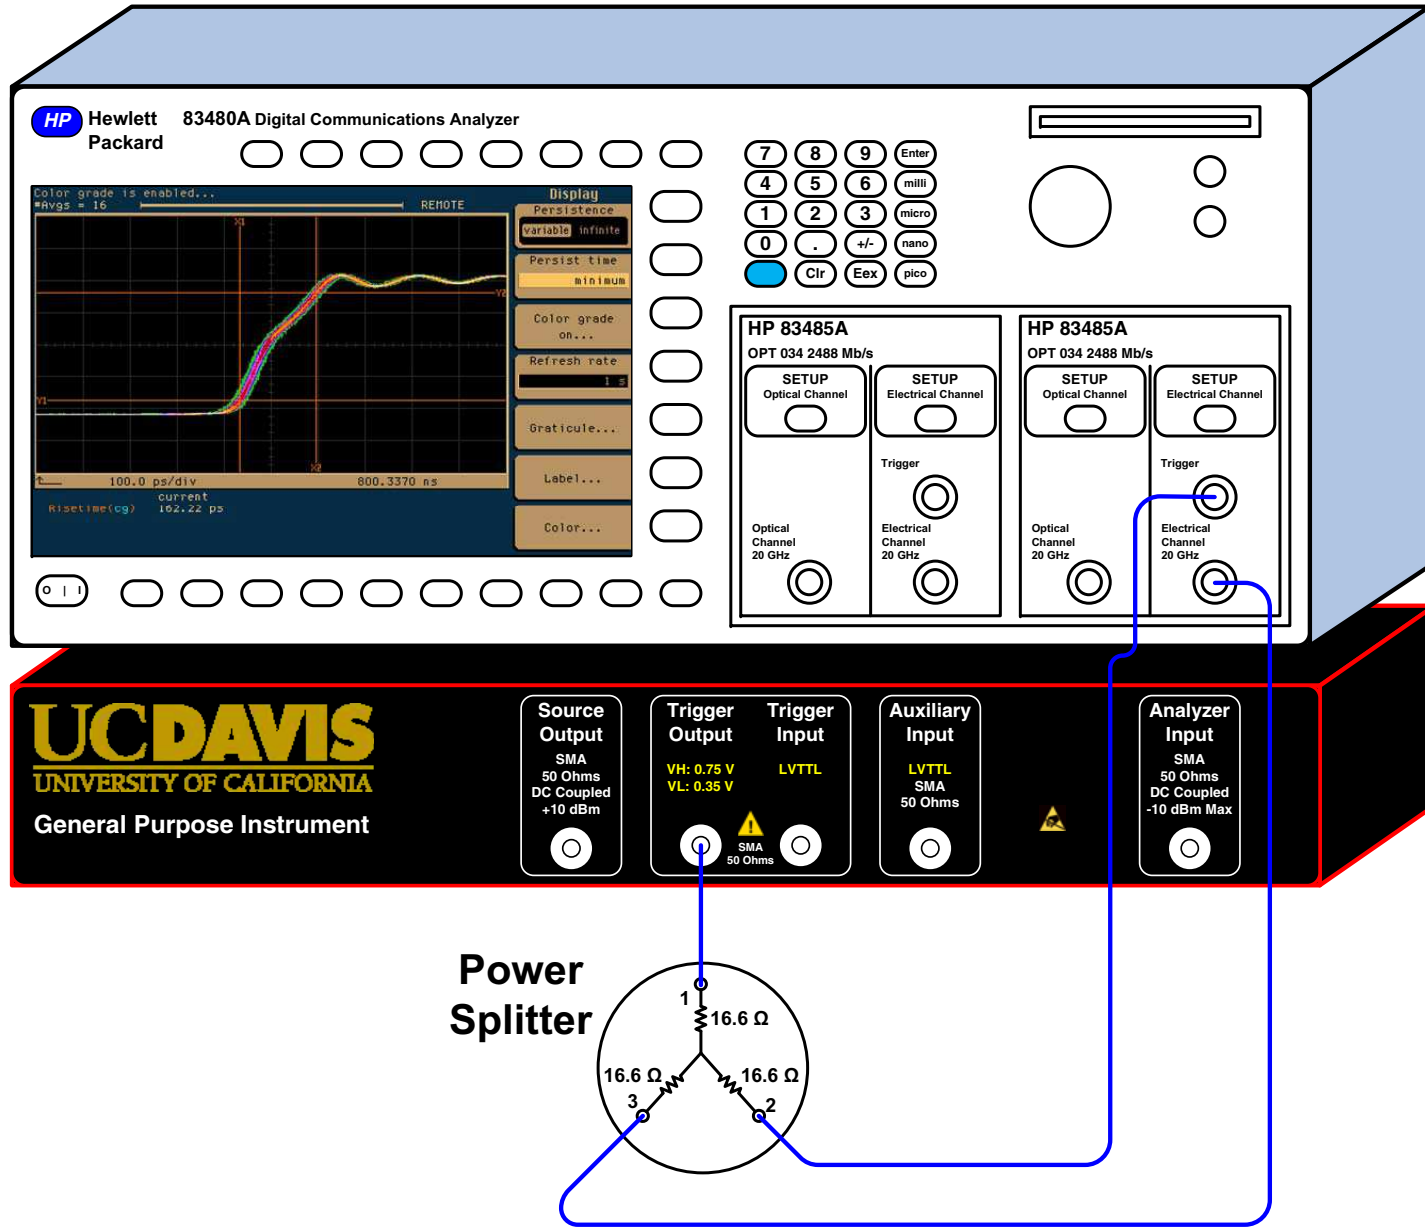 HP Hewlett Packard
83480A Digital Communications Analyzer
Color grade is enabled...
#Avgs = 16
REMOTE
X1
Y2
Y1
X2
100.0 ps/div
800.3370 ns
current
Risetime(cg) 162.22 ps
Display
Persistence
variable infinite
Persist time
minimum
Color grade
on...
Refresh rate
1 s
Graticule...
Label...
Color...
O | I
7 8 9 Enter
4 5 6 milli
1 2 3 micro
0 . +/- nano
Clr Eex pico
HP 83485A
OPT 034 2488 Mb/s
SETUP
Optical Channel
SETUP
Electrical Channel
Trigger
Optical
Channel
20 GHz
Electrical
Channel
20 GHz
HP 83485A
OPT 034 2488 Mb/s
SETUP
Optical Channel
SETUP
Electrical Channel
Trigger
Optical
Channel
20 GHz
Electrical
Channel
20 GHz
UCDAVIS
UNIVERSITY OF CALIFORNIA
General Purpose Instrument
Source
Output
SMA
50 Ohms
DC Coupled
+10 dBm
Trigger
Output
VH: 0.75 V
VL: 0.35 V
Trigger
Input
LVTTL
SMA
50 Ohms
Auxiliary
Input
LVTTL
SMA
50 Ohms
Analyzer
Input
SMA
50 Ohms
DC Coupled
-10 dBm Max
Power
Splitter
1
16.6 Ω
16.6 Ω
16.6 Ω
3
2